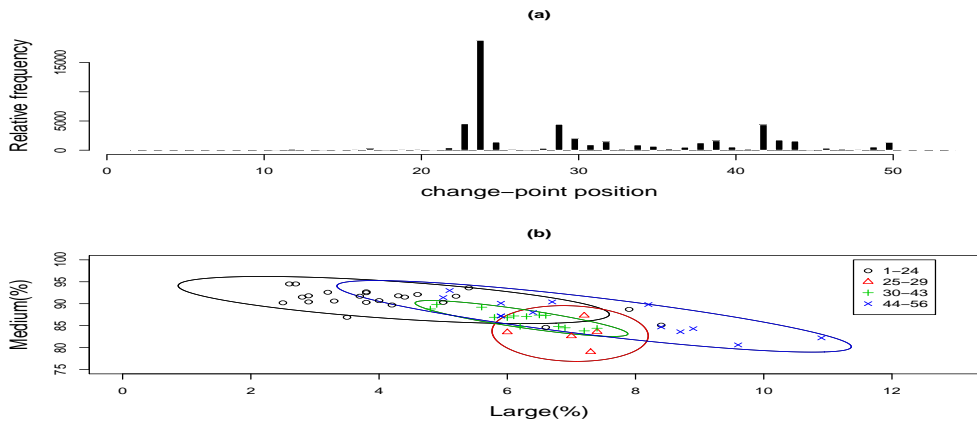 (a)
Relative frequency
15000
5000
0
0 10 20 30 40 50
change-point position
(b)
Medium(%)
100
95
90
85
80
75
1-24
25-29
30-43
44-56
0 2 4 6 8 10 12
Large(%)